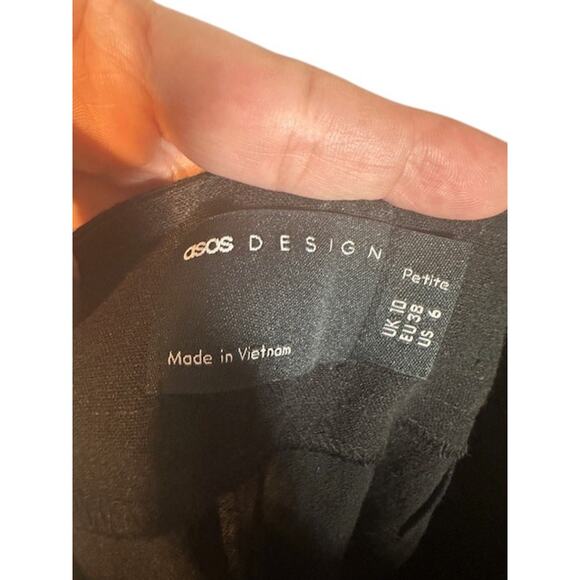 asos DESIGN
Petite
UK 10
EU 38
US 6
Made in Vietnam